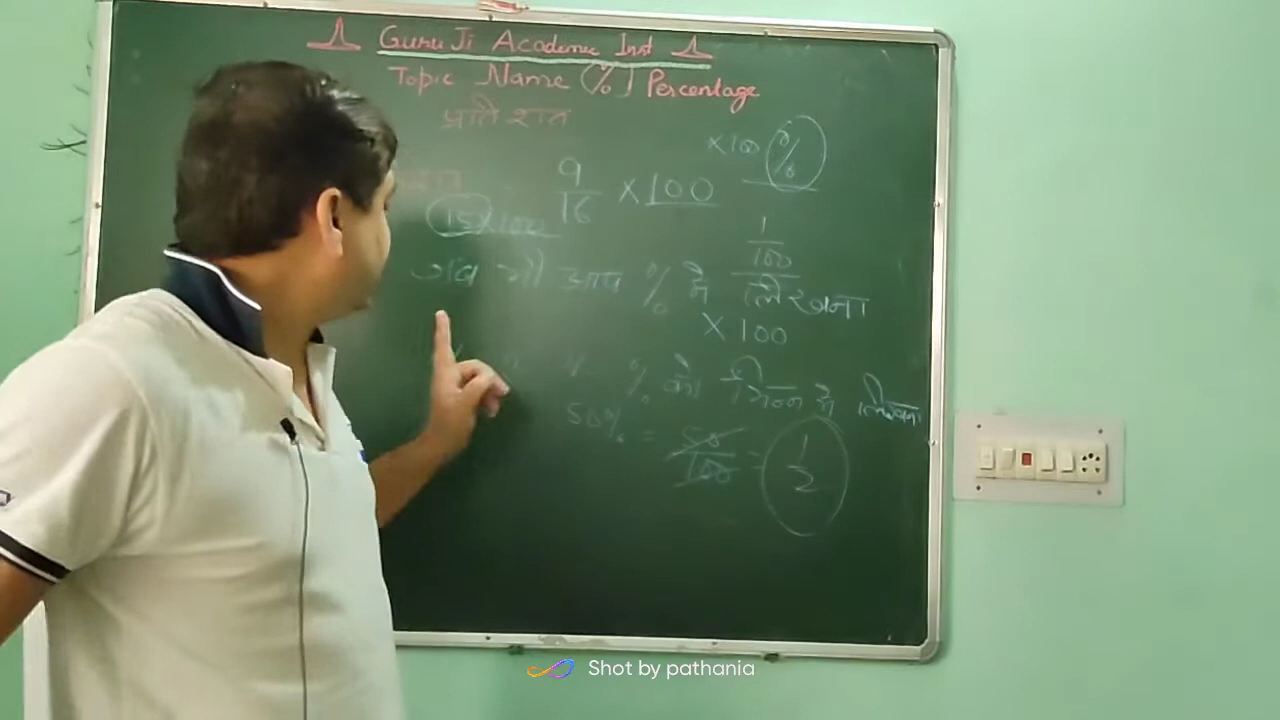 Guru Ji Academic Inst
Topic Name (%) Percentage
प्रतिशत
×100 %
9/16 × 100
1/100
जब भी आप % में लिखना
× 100
% को भिन्न में लिखना
50% = 50/100 = 1/2
Shot by pathania